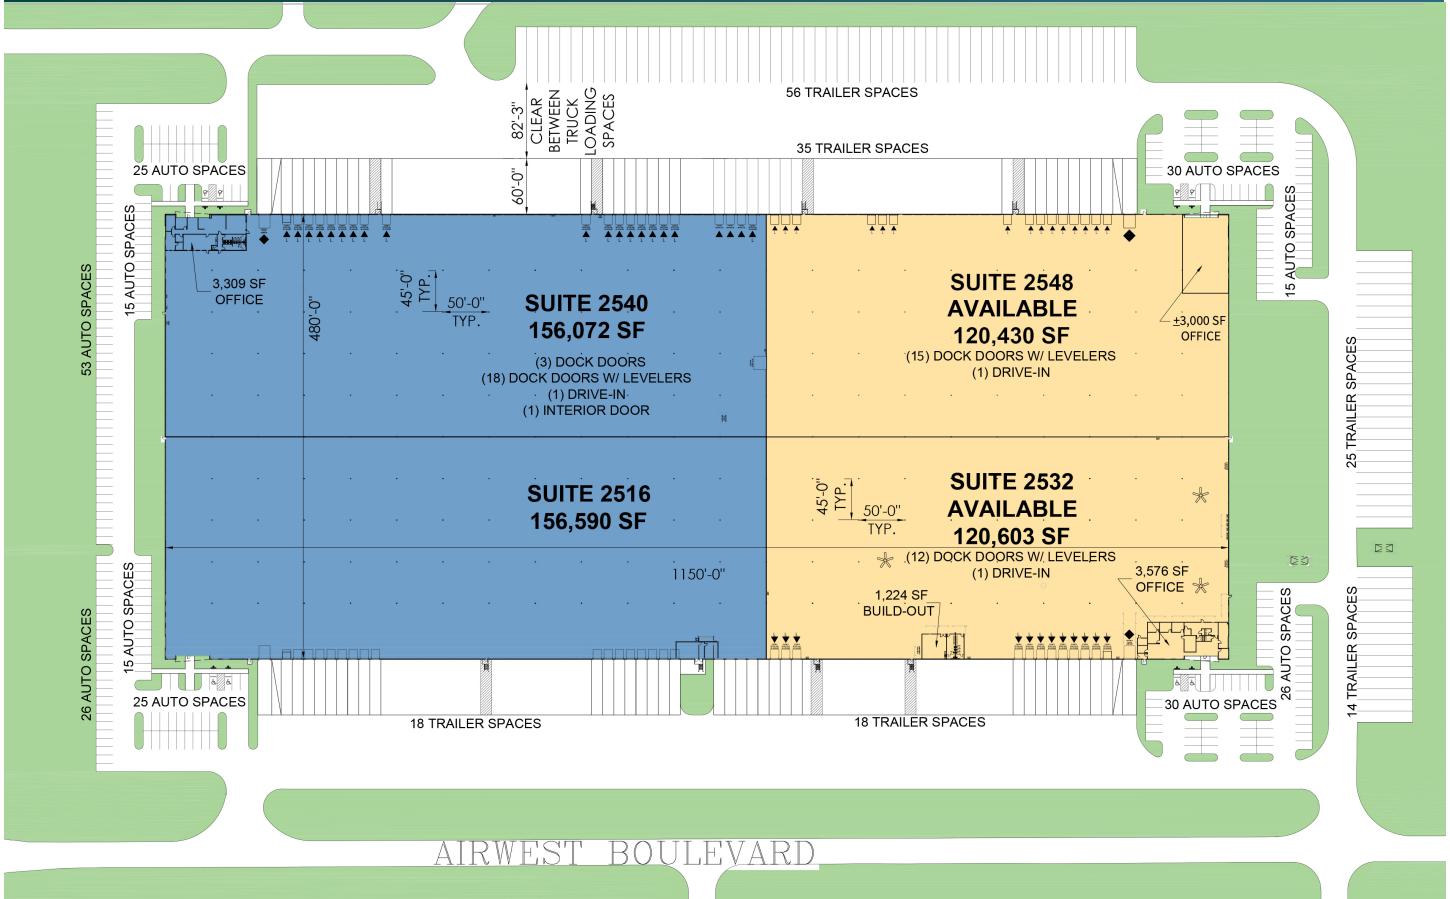 56 TRAILER SPACES
82'-3"
CLEAR
BETWEEN
TRUCK
LOADING
SPACES
35 TRAILER SPACES
60'-0"
25 AUTO SPACES
30 AUTO SPACES
15 AUTO SPACES
15 AUTO SPACES
53 AUTO SPACES
3,309 SF
OFFICE
480'-0"
45'-0"
TYP.
50'-0"
TYP.
SUITE 2540
156,072 SF
(3) DOCK DOORS
(18) DOCK DOORS W/ LEVELERS
(1) DRIVE-IN
(1) INTERIOR DOOR
SUITE 2548
AVAILABLE
120,430 SF
(15) DOCK DOORS W/ LEVELERS
(1) DRIVE-IN
±3,000 SF
OFFICE
25 TRAILER SPACES
SUITE 2516
156,590 SF
1150'-0"
45'-0"
TYP.
50'-0"
TYP.
SUITE 2532
AVAILABLE
120,603 SF
(12) DOCK DOORS W/ LEVELERS
(1) DRIVE-IN
1,224 SF
BUILD-OUT
3,576 SF
OFFICE
15 AUTO SPACES
26 AUTO SPACES
26 AUTO SPACES
14 TRAILER SPACES
25 AUTO SPACES
18 TRAILER SPACES
18 TRAILER SPACES
30 AUTO SPACES
AIRWEST BOULEVARD